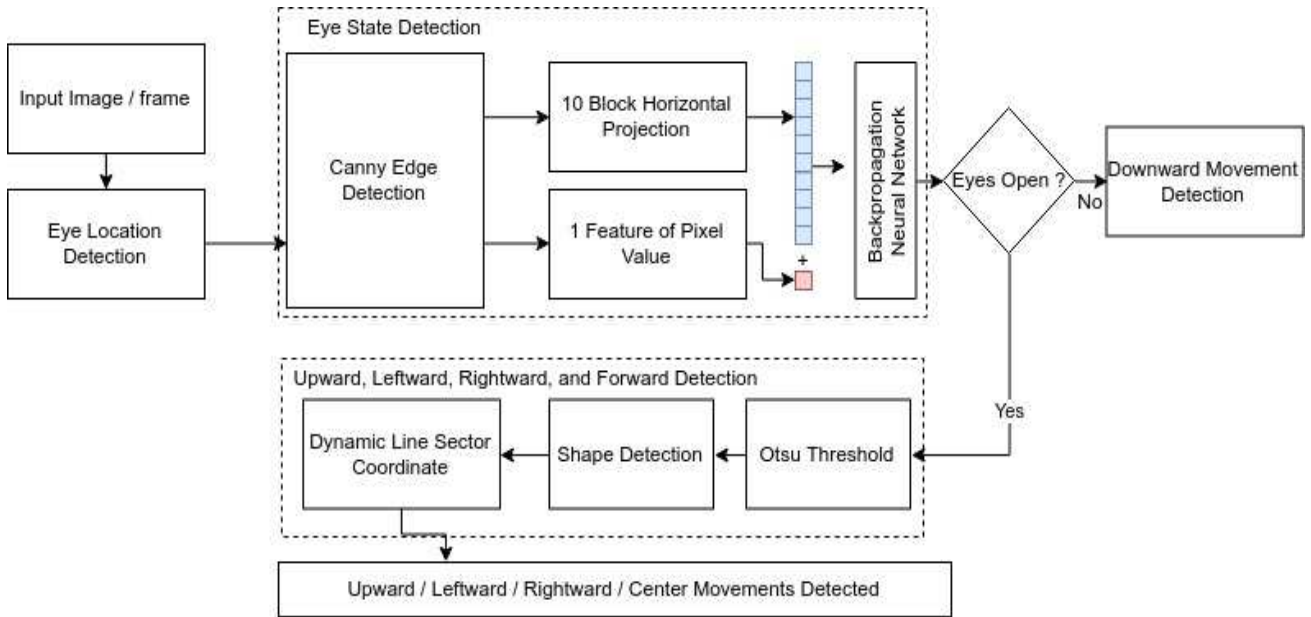 Eye State Detection
Input Image / frame
Eye Location
Detection
Canny Edge
Detection
10 Block Horizontal
Projection
1 Feature of Pixel
Value
+
Backpropagation
Neural Network
Eyes Open ?
No
Downward Movement
Detection
Yes
Upward, Leftward, Rightward, and Forward Detection
Otsu Threshold
Shape Detection
Dynamic Line Sector
Coordinate
Upward / Leftward / Rightward / Center Movements Detected